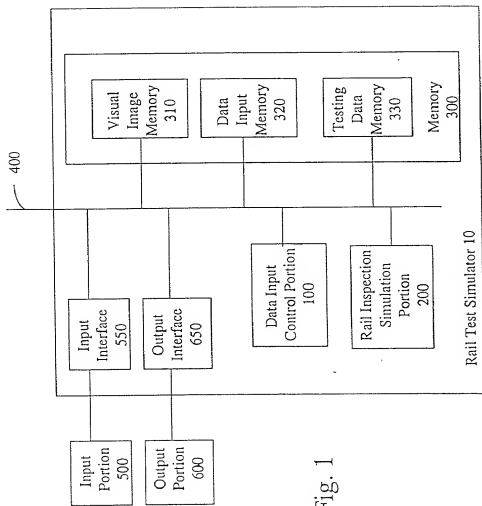 400
Visual
Image
Memory
310
Data
Input
Memory
320
Testing
Data
Memory
330
Memory
300
Input
Interface
550
Output
Interface
650
Data Input
Control Portion
100
Rail Inspection
Simulation
Portion
200
Rail Test Simulator 10
Input
Portion
500
Output
Portion
600
Fig. 1